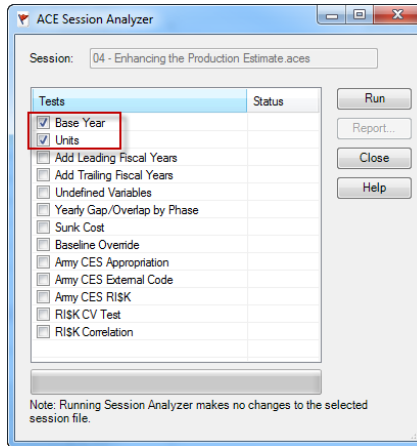 ACE Session Analyzer
Session: 04 - Enhancing the Production Estimate.aces
Tests Status
Base Year
Units
Add Leading Fiscal Years
Add Trailing Fiscal Years
Undefined Variables
Yearly Gap/Overlap by Phase
Sunk Cost
Baseline Override
Army CES Appropriation
Army CES External Code
Army CES RI$K
RI$K CV Test
RI$K Correlation
Run
Report...
Close
Help
Note: Running Session Analyzer makes no changes to the selected
session file.